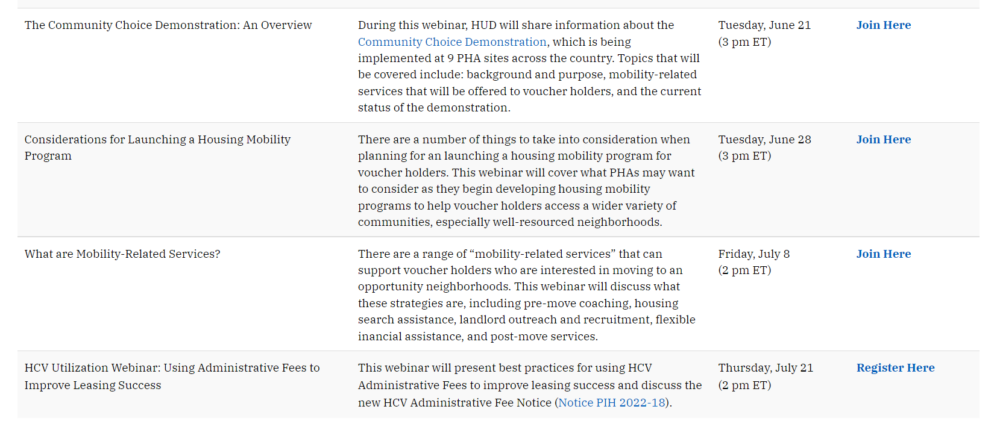 The Community Choice Demonstration: An Overview
During this webinar, HUD will share information about the
Community Choice Demonstration, which is being
implemented at 9 PHA sites across the country. Topics that will
be covered include: background and purpose, mobility-related
services that will be offered to voucher holders, and the current
status of the demonstration.
Tuesday, June 21
(3 pm ET)
Join Here
Considerations for Launching a Housing Mobility
Program
There are a number of things to take into consideration when
planning for an launching a housing mobility program for
voucher holders. This webinar will cover what PHAs may want
to consider as they begin developing housing mobility
programs to help voucher holders access a wider variety of
communities, especially well-resourced neighborhoods.
Tuesday, June 28
(3 pm ET)
Join Here
What are Mobility-Related Services?
There are a range of “mobility-related services” that can
support voucher holders who are interested in moving to an
opportunity neighborhoods. This webinar will discuss what
these strategies are, including pre-move coaching, housing
search assistance, landlord outreach and recruitment, flexible
inancial assistance, and post-move services.
Friday, July 8
(2 pm ET)
Join Here
HCV Utilization Webinar: Using Administrative Fees to
Improve Leasing Success
This webinar will present best practices for using HCV
Administrative Fees to improve leasing success and discuss the
new HCV Administrative Fee Notice (Notice PIH 2022-18).
Thursday, July 21
(2 pm ET)
Register Here